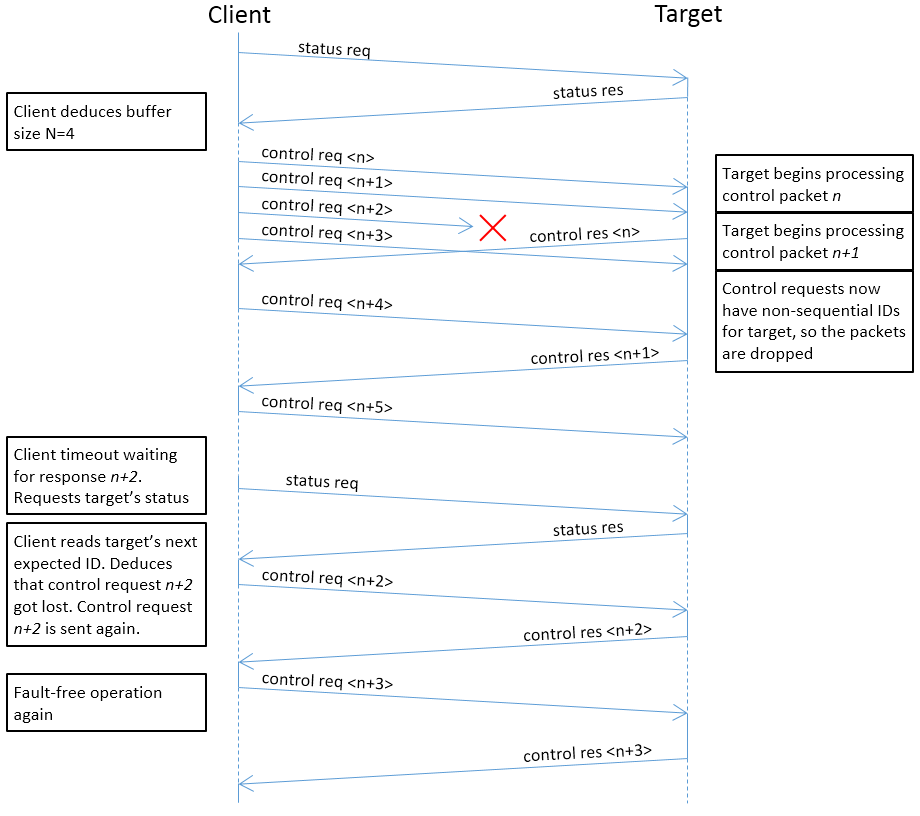 Client
Target
status req
status res
Client deduces buffer
size N=4
control req <n>
control req <n+1>
control req <n+2>
control req <n+3>
control res <n>
Target begins processing
control packet n
Target begins processing
control packet n+1
Control requests now
have non-sequential IDs
for target, so the packets
are dropped
control req <n+4>
control res <n+1>
control req <n+5>
Client timeout waiting
for response n+2.
Requests target's status
status req
status res
Client reads target's next
expected ID. Deduces
that control request n+2
got lost. Control request
n+2 is sent again.
control req <n+2>
control res <n+2>
Fault-free operation
again
control req <n+3>
control res <n+3>